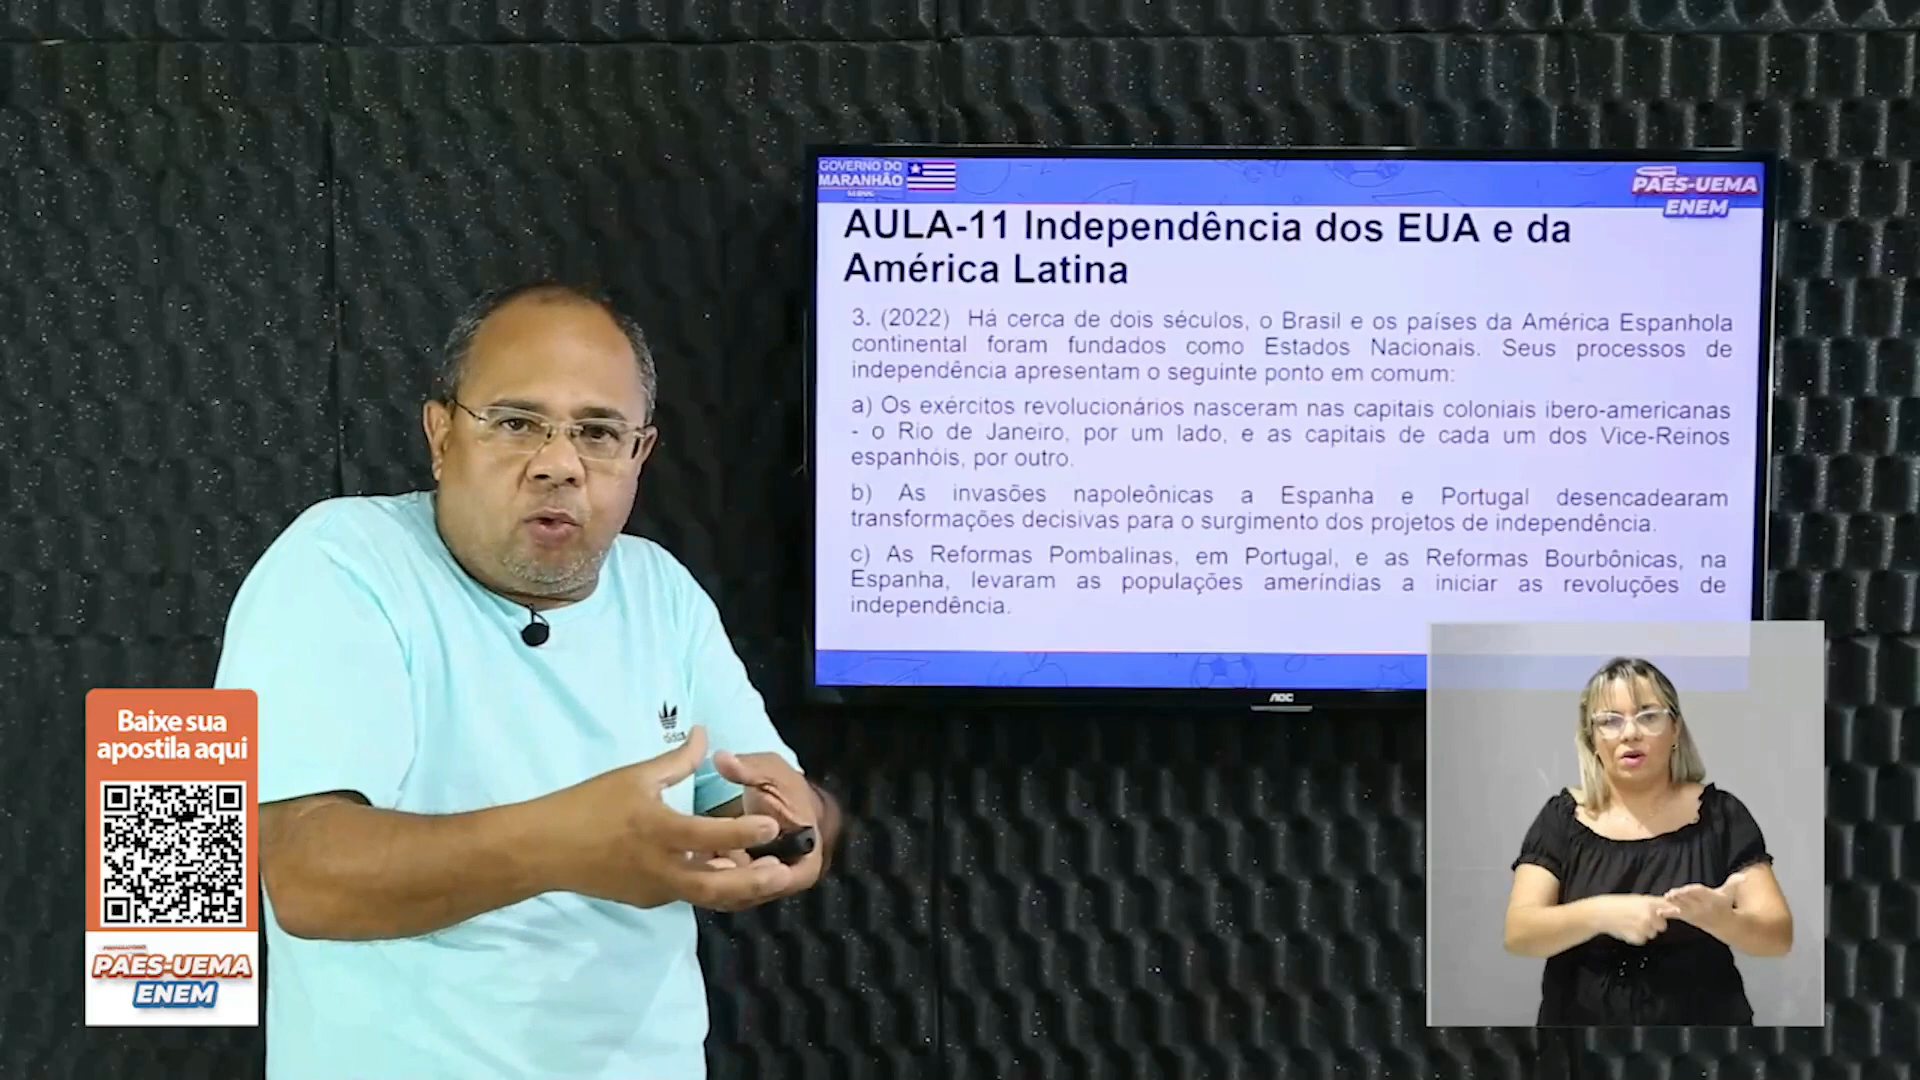 GOVERNO DO
MARANHÃO
PAES-UEMA
ENEM
AULA-11 Independência dos EUA e da
América Latina
3. (2022) Há cerca de dois séculos, o Brasil e os países da América Espanhola
continental foram fundados como Estados Nacionais. Seus processos de
independência apresentam o seguinte ponto em comum:
a) Os exércitos revolucionários nasceram nas capitais coloniais ibero-americanas
- o Rio de Janeiro, por um lado, e as capitais de cada um dos Vice-Reinos
espanhóis, por outro.
b) As invasões napoleônicas a Espanha e Portugal desencadearam
transformações decisivas para o surgimento dos projetos de independência.
c) As Reformas Pombalinas, em Portugal, e as Reformas Bourbônicas, na
Espanha, levaram as populações ameríndias a iniciar as revoluções de
independência.
AOC
adidas
Baixe sua
apostila aqui
PREPARATÓRIO
PAES-UEMA
ENEM